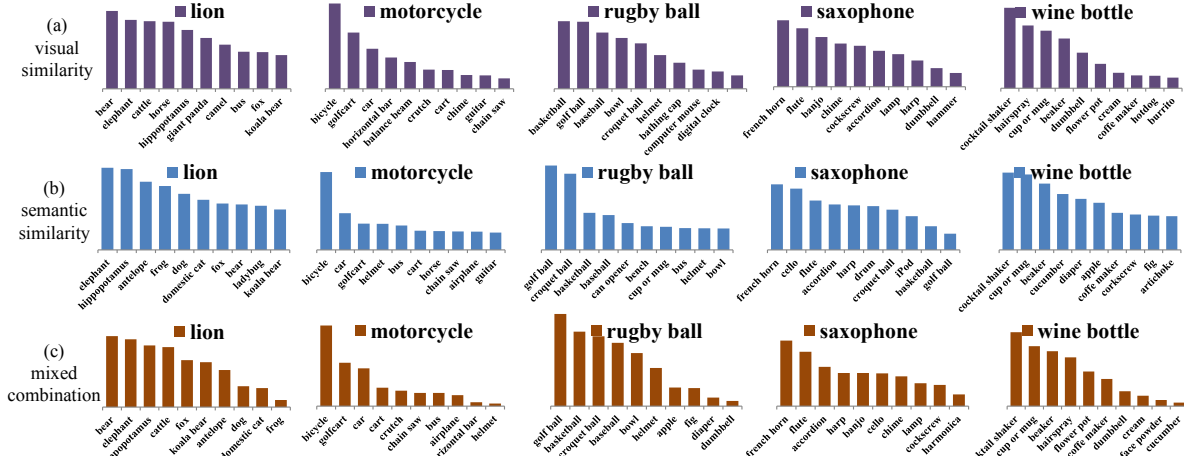 (a)
visual
similarity
lion
bear
elephant
cattle
horse
hippopotamus
giant panda
camel
bus
fox
koala bear
motorcycle
bicycle
golfcart
car
horizontal bar
balance beam
crutch
cart
chime
guitar
chain saw
rugby ball
basketball
golf ball
baseball
bowl
croquet ball
helmet
bathing cap
computer mouse
digital clock
saxophone
french horn
flute
banjo
chime
cockscrew
accordion
lamp
harp
dumbbell
hammer
wine bottle
cocktail shaker
hairspray
cup or mug
beaker
dumbbell
flower pot
cream
coffe maker
hotdog
burrito
(b)
semantic
similarity
lion
elephant
hippopotamus
antelope
frog
dog
domestic cat
fox
bear
ladybug
koala bear
motorcycle
bicycle
car
golfcart
helmet
bus
cart
horse
chain saw
airplane
guitar
rugby ball
golf ball
croquet ball
basketball
baseball
can opener
bench
cup or mug
bus
helmet
bowl
saxophone
french horn
cello
flute
accordion
harp
drum
croquet ball
iPod
basketball
golf ball
wine bottle
cocktail shaker
cup or mug
beaker
cucumber
diaper
apple
coffe maker
corkscrew
fig
artichoke
(c)
mixed
combination
lion
bear
elephant
popotamus
cattle
fox
koala bear
antelope
dog
domestic cat
frog
motorcycle
bicycle
golfcart
car
cart
crutch
chain saw
bus
airplane
rizontal bar
helmet
rugby ball
golf ball
basketball
croquet ball
baseball
bowl
helmet
apple
fig
diaper
dumbbell
saxophone
french horn
flute
accordion
harp
banjo
cello
chime
lamp
cockscrew
harmonica
wine bottle
cktail shaker
cup or mug
beaker
hairspray
flower pot
coffe maker
dumbbell
cream
face powder
cucumber